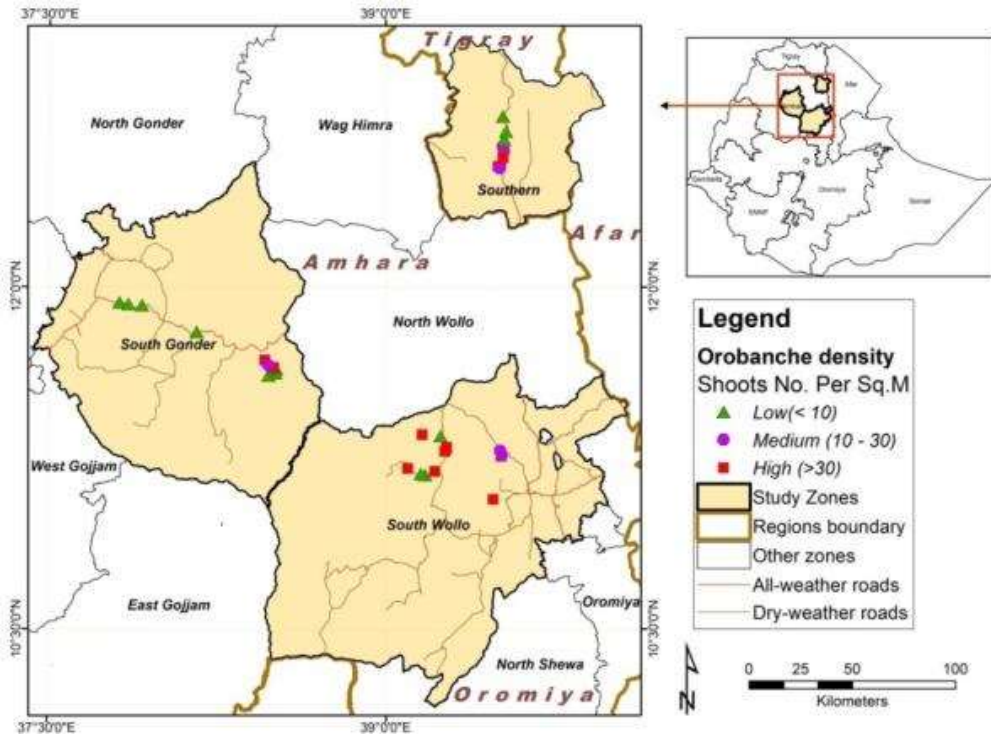 37°30'0"E
39°0'0"E
Tigray
North Gonder
Wag Himra
Southern
Afar
Amhara
12°0'0"N
12°0'0"N
North Wollo
South Gonder
West Gojjam
South Wollo
East Gojjam
Oromiya
10°30'0"N
10°30'0"N
North Shewa
Oromiya
37°30'0"E
39°0'0"E
Tigray
Afar
Oromiya
Somali
Legend
Orobanche density
Shoots No. Per Sq.M
Low(< 10)
Medium (10 - 30)
High (>30)
Study Zones
Regions boundary
Other zones
All-weather roads
Dry-weather roads
N
0 25 50 100
Kilometers